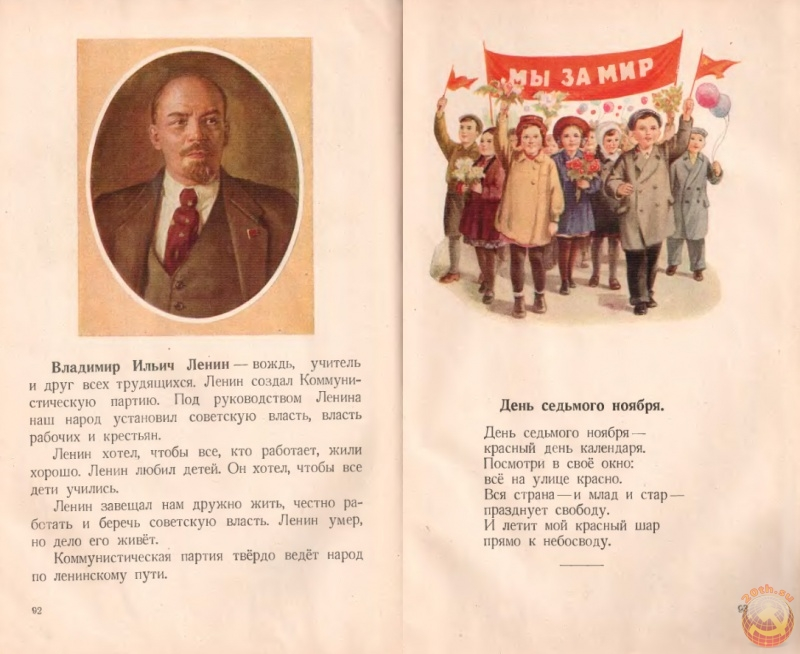 Владимир Ильич Ленин — вождь, учитель
и друг всех трудящихся. Ленин создал Коммуни-
стическую партию. Под руководством Ленина
наш народ установил советскую власть, власть
рабочих и крестьян.
Ленин хотел, чтобы все, кто работает, жили
хорошо. Ленин любил детей. Он хотел, чтобы все
дети учились.
Ленин завещал нам дружно жить, честно ра-
ботать и беречь советскую власть. Ленин умер,
но дело его живёт.
Коммунистическая партия твёрдо ведёт народ
по ленинскому пути.
92
МЫ ЗА МИР
День седьмого ноября.
День седьмого ноября —
красный день календаря.
Посмотри в своё окно:
всё на улице красно.
Вся страна — и млад и стар —
празднует свободу.
И летит мой красный шар
прямо к небосводу.
20th.su